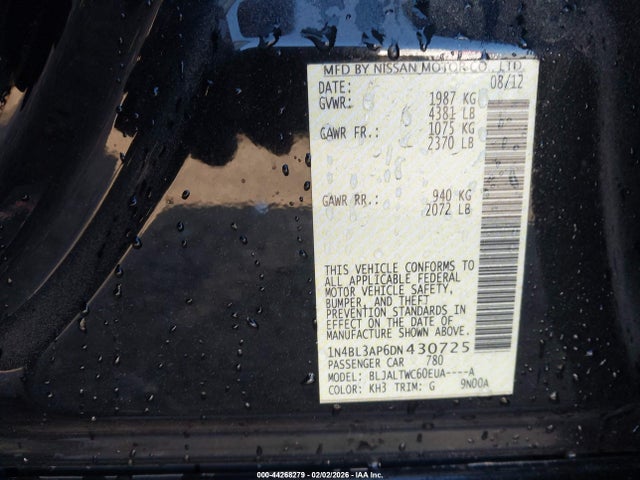 MFD BY NISSAN MOTOR CO., LTD.
DATE: 08/12
GVWR: 1987 KG
4381 LB
GAWR FR.: 1075 KG
2370 LB
GAWR RR.: 940 KG
2072 LB
THIS VEHICLE CONFORMS TO
ALL APPLICABLE FEDERAL
MOTOR VEHICLE SAFETY,
BUMPER, AND THEFT
PREVENTION STANDARDS IN
EFFECT ON THE DATE OF
MANUFACTURE SHOWN ABOVE.
1N4BL3AP6DN430725
PASSENGER CAR 780
MODEL: BLJALTWC60EUA----A
COLOR: KH3 TRIM: G 9N00A
000-44268279 - 02/02/2026 - IAA Inc.